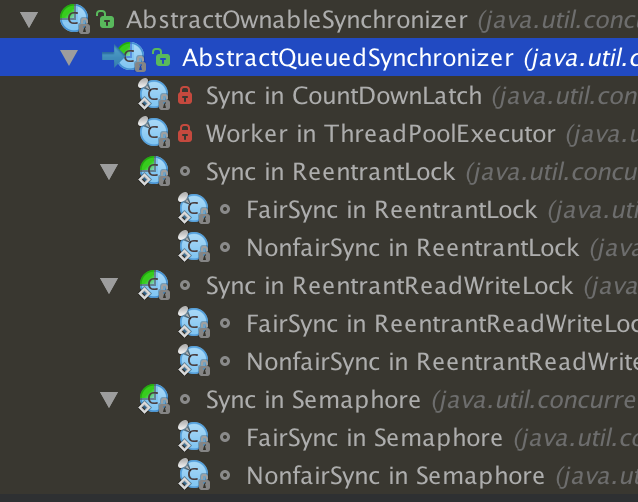 AbstractOwnableSynchronizer (java.util.conc
AbstractQueuedSynchronizer (java.util.c
Sync in CountDownLatch (java.util.con
Worker in ThreadPoolExecutor (java.u
Sync in ReentrantLock (java.util.concu
FairSync in ReentrantLock (java.uti
NonfairSync in ReentrantLock (java
Sync in ReentrantReadWriteLock (java
FairSync in ReentrantReadWriteLoc
NonfairSync in ReentrantReadWrite
Sync in Semaphore (java.util.concurre
FairSync in Semaphore (java.util.co
NonfairSync in Semaphore (java.ut